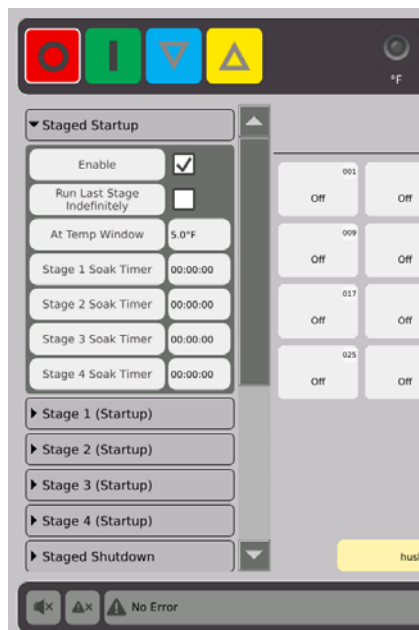 °F
Staged Startup
Enable
Run Last Stage
Indefinitely
At Temp Window
5.0°F
Stage 1 Soak Timer
00:00:00
Stage 2 Soak Timer
00:00:00
Stage 3 Soak Timer
00:00:00
Stage 4 Soak Timer
00:00:00
Stage 1 (Startup)
Stage 2 (Startup)
Stage 3 (Startup)
Stage 4 (Startup)
Staged Shutdown
001
Off
Off
009
Off
Off
017
Off
Off
025
Off
Off
hus
No Error